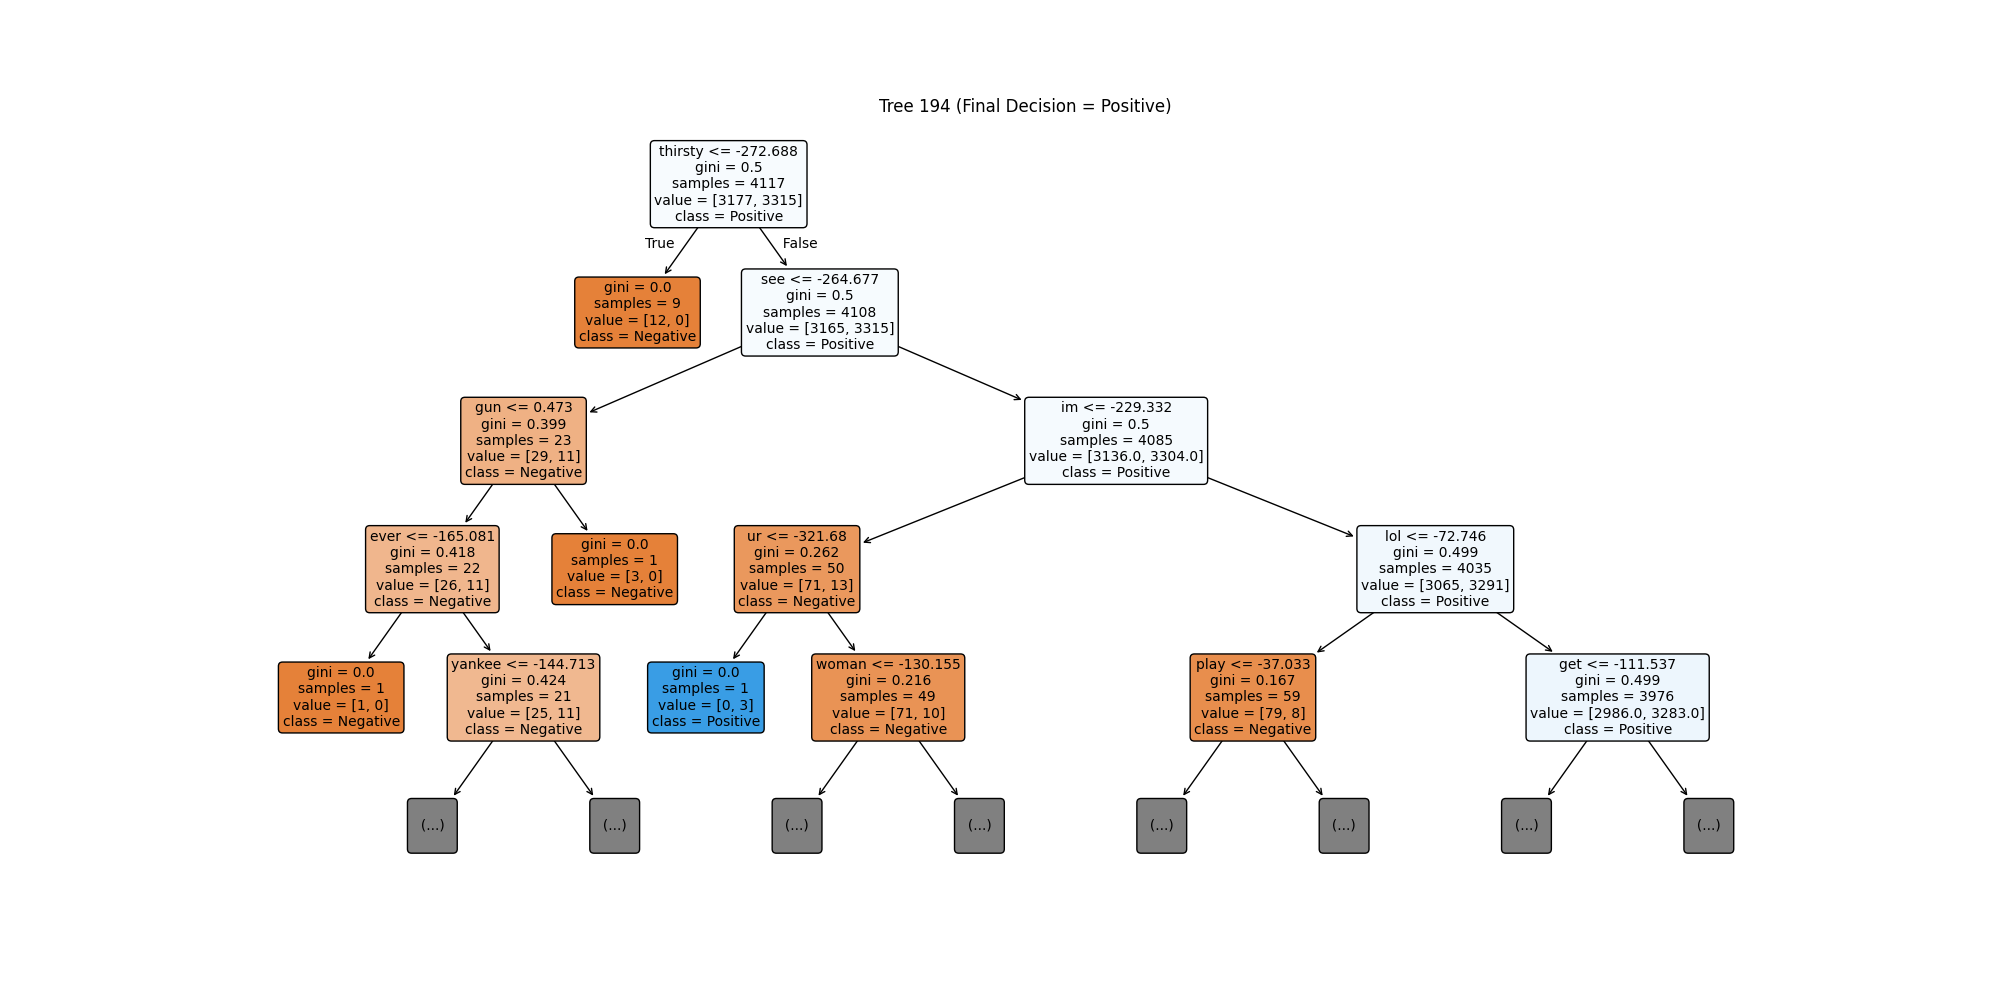 Tree 194 (Final Decision = Positive)
thirsty <= -272.688
gini = 0.5
samples = 4117
value = [3177, 3315]
class = Positive
True
False
gini = 0.0
samples = 9
value = [12, 0]
class = Negative
see <= -264.677
gini = 0.5
samples = 4108
value = [3165, 3315]
class = Positive
gun <= 0.473
gini = 0.399
samples = 23
value = [29, 11]
class = Negative
im <= -229.332
gini = 0.5
samples = 4085
value = [3136.0, 3304.0]
class = Positive
ever <= -165.081
gini = 0.418
samples = 22
value = [26, 11]
class = Negative
gini = 0.0
samples = 1
value = [3, 0]
class = Negative
ur <= -321.68
gini = 0.262
samples = 50
value = [71, 13]
class = Negative
lol <= -72.746
gini = 0.499
samples = 4035
value = [3065, 3291]
class = Positive
gini = 0.0
samples = 1
value = [1, 0]
class = Negative
yankee <= -144.713
gini = 0.424
samples = 21
value = [25, 11]
class = Negative
gini = 0.0
samples = 1
value = [0, 3]
class = Positive
woman <= -130.155
gini = 0.216
samples = 49
value = [71, 10]
class = Negative
play <= -37.033
gini = 0.167
samples = 59
value = [79, 8]
class = Negative
get <= -111.537
gini = 0.499
samples = 3976
value = [2986.0, 3283.0]
class = Positive
(...)
(...)
(...)
(...)
(...)
(...)
(...)
(...)